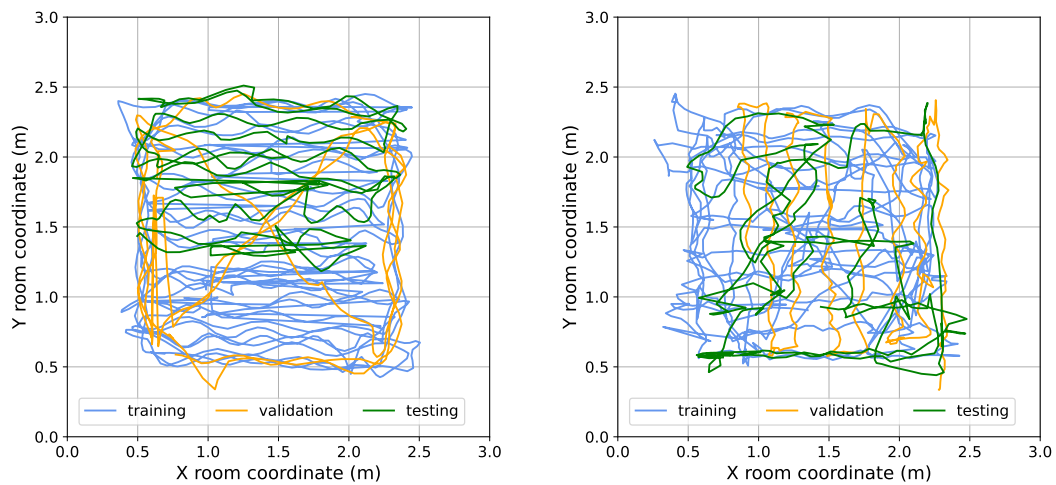 3.0
2.5
2.0
1.5
1.0
0.5
0.0
Y room coordinate (m)
training validation testing
0.0 0.5 1.0 1.5 2.0 2.5 3.0
X room coordinate (m)
3.0
2.5
2.0
1.5
1.0
0.5
0.0
Y room coordinate (m)
training validation testing
0.0 0.5 1.0 1.5 2.0 2.5 3.0
X room coordinate (m)